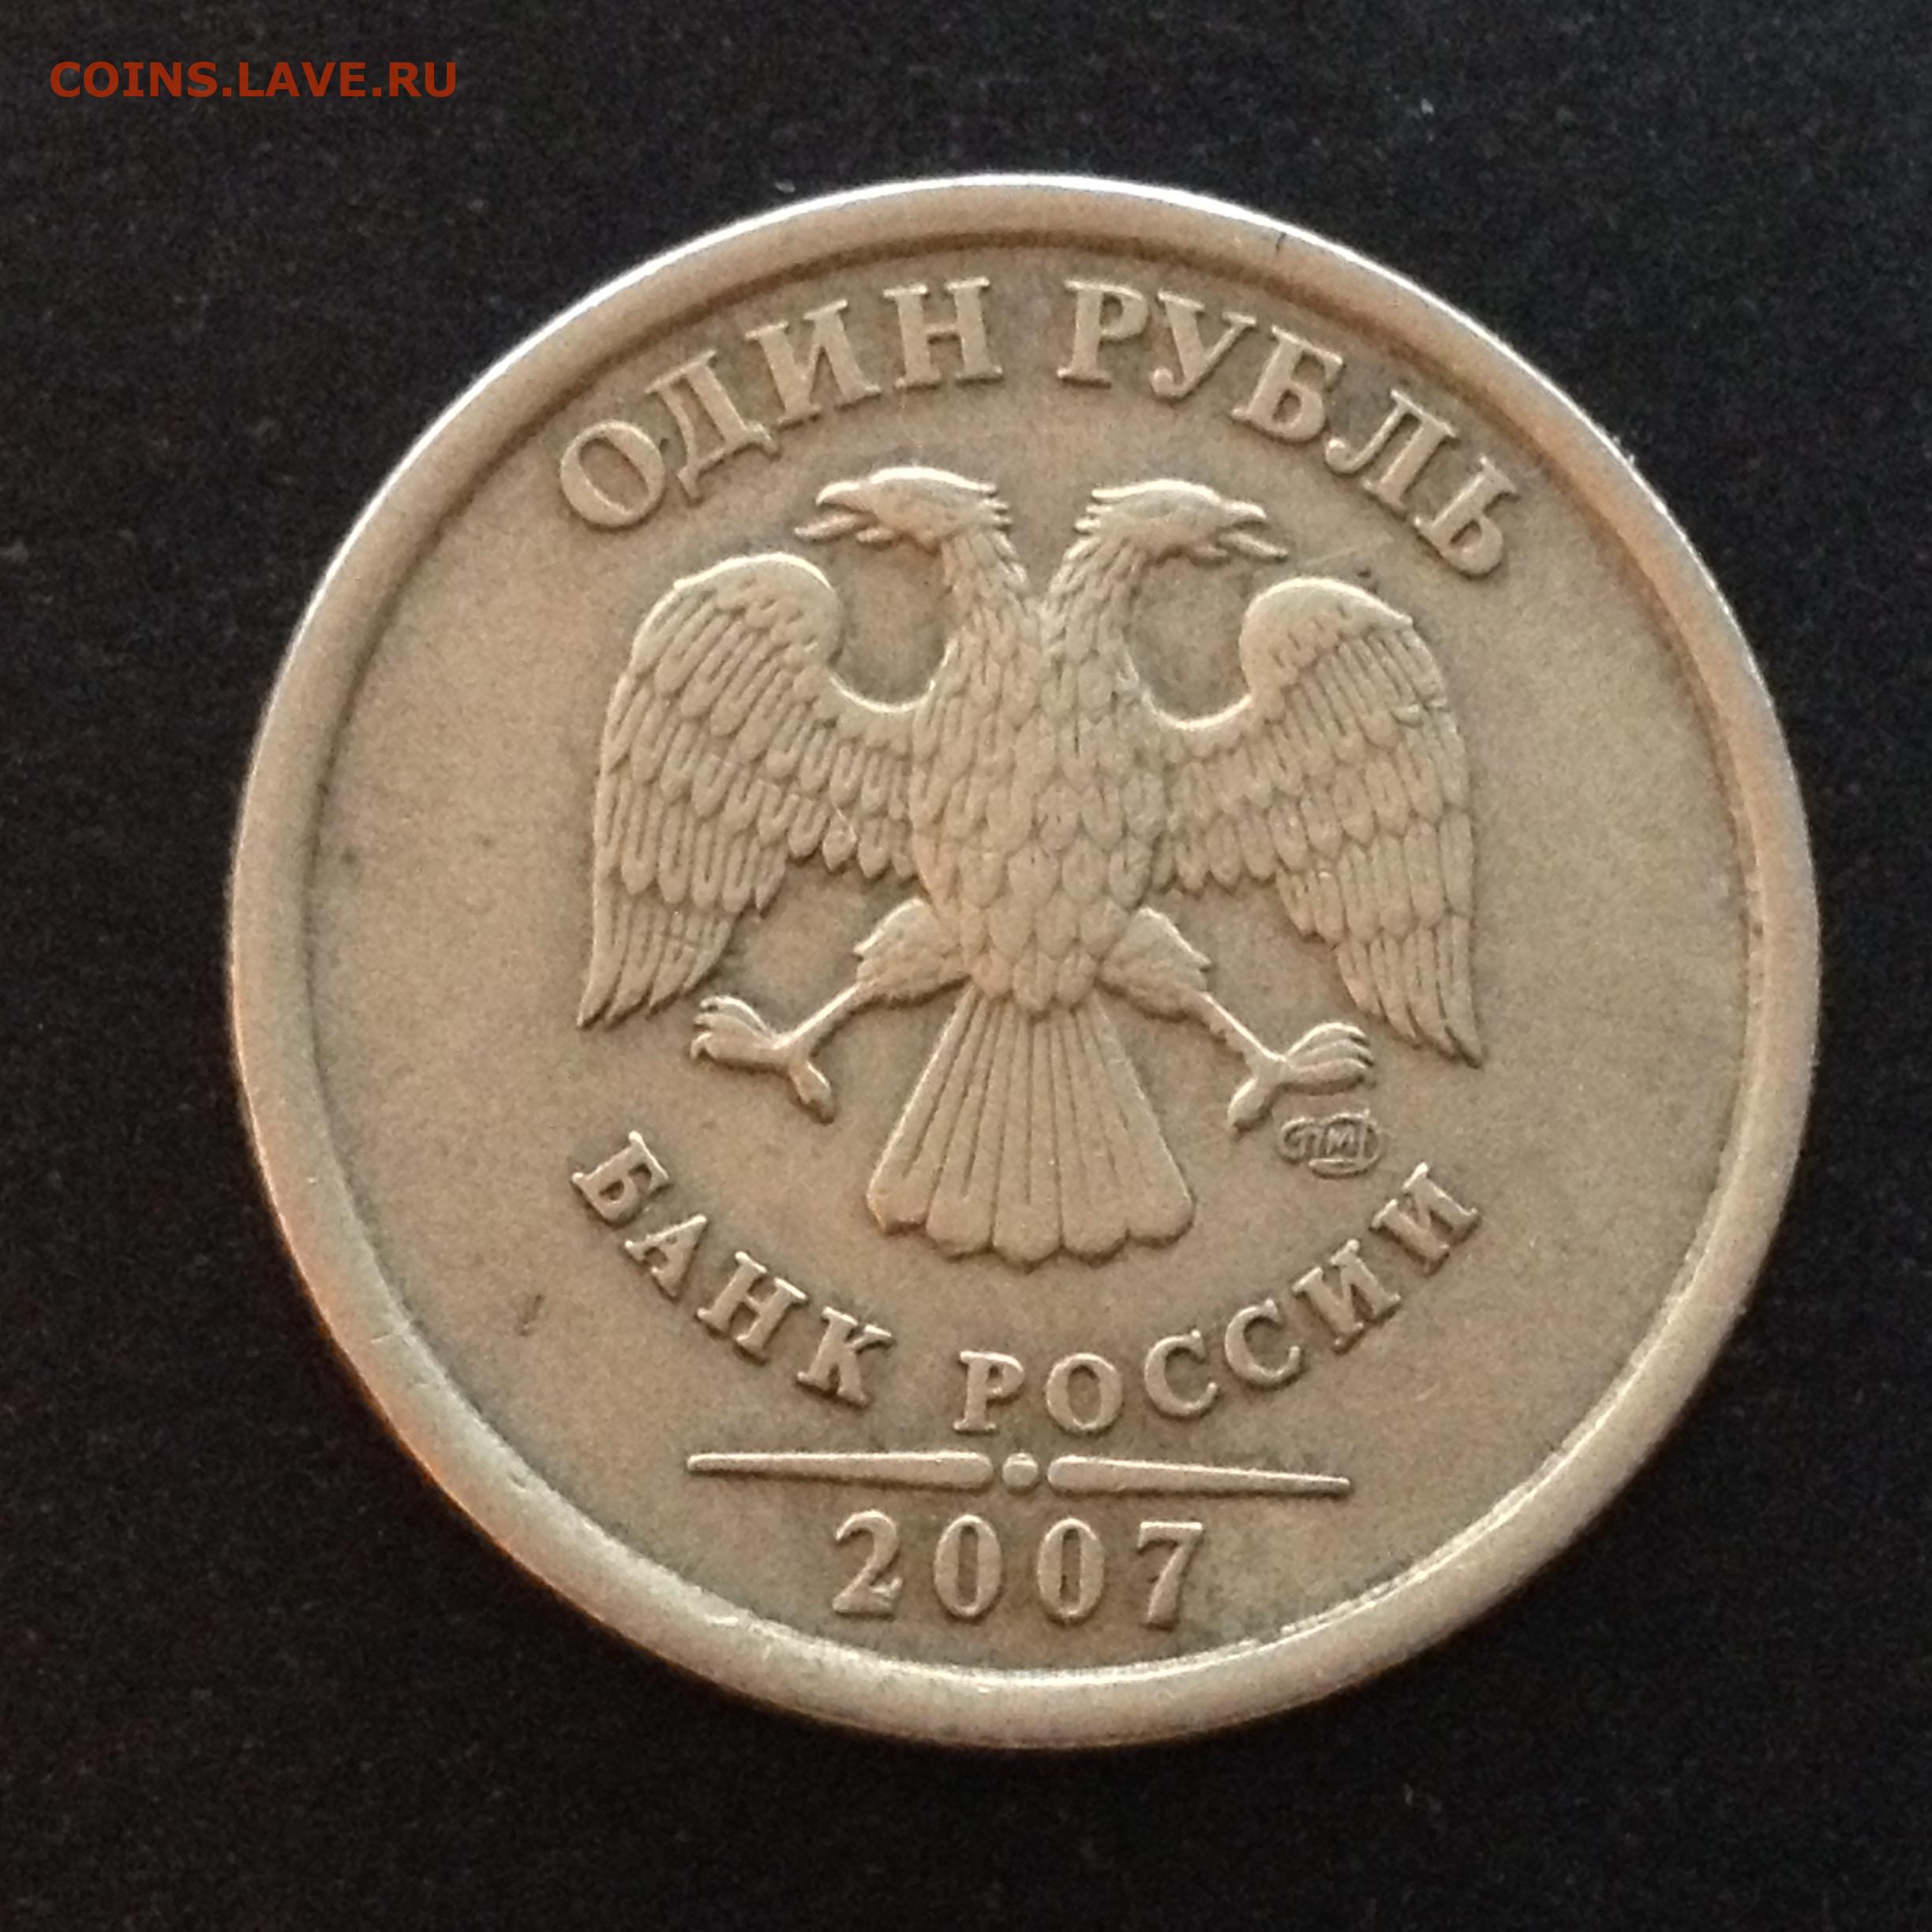 COINS.LAVE.RU
ОДИН РУБЛЬ
БАНК РОССИИ
2007